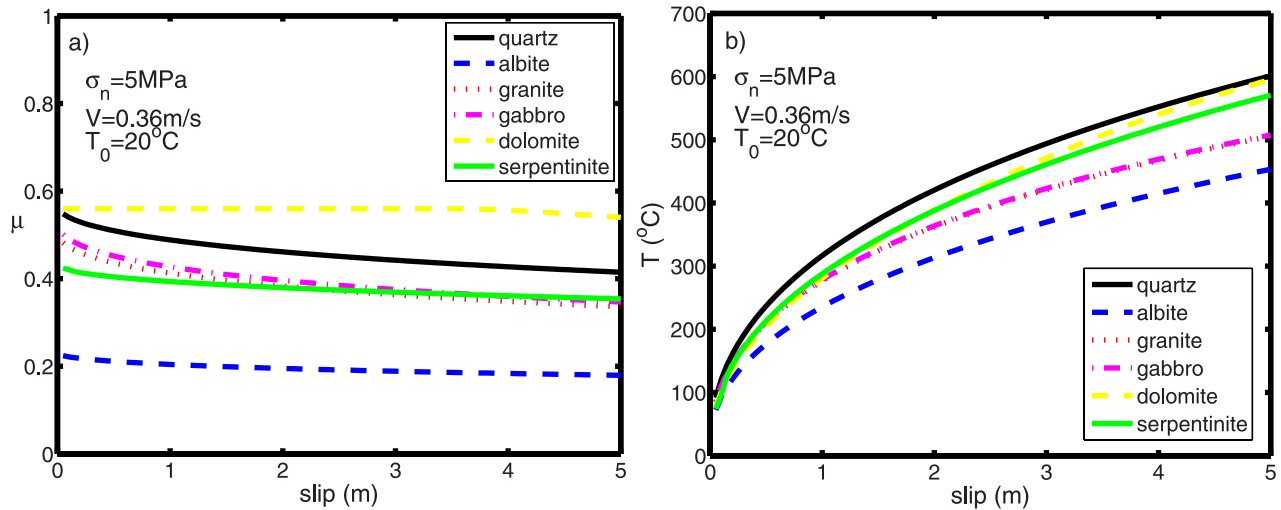 a)
σn=5MPa
V=0.36m/s
T0=20°C
quartz
albite
granite
gabbro
dolomite
serpentinite
1
0.8
0.6
0.4
0.2
0
μ
0 1 2 3 4 5
slip (m)
b)
σn=5MPa
V=0.36m/s
T0=20°C
700
600
500
400
300
200
100
0
T (°C)
quartz
albite
granite
gabbro
dolomite
serpentinite
0 1 2 3 4 5
slip (m)